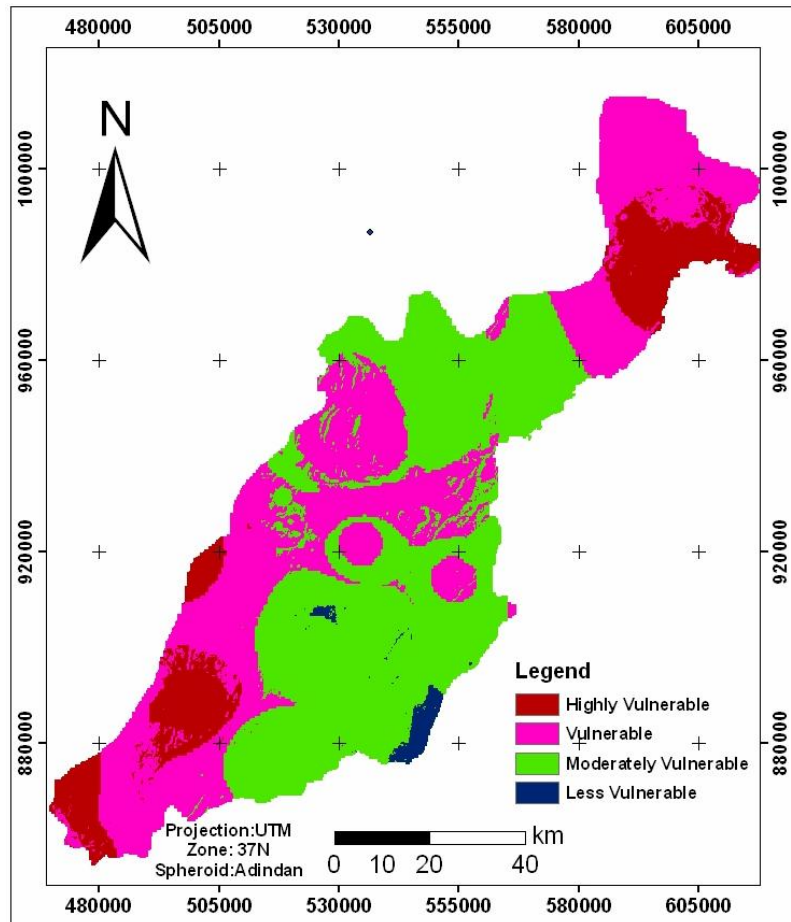 480000 505000 530000 555000 580000 605000
N
1000000 1000000
960000 960000
920000 920000
880000 880000
Legend
Highly Vulnerable
Vulnerable
Moderately Vulnerable
Less Vulnerable
Projection:UTM
Zone: 37N
Spheroid:Adindan
km
0 10 20 40
480000 505000 530000 555000 580000 605000